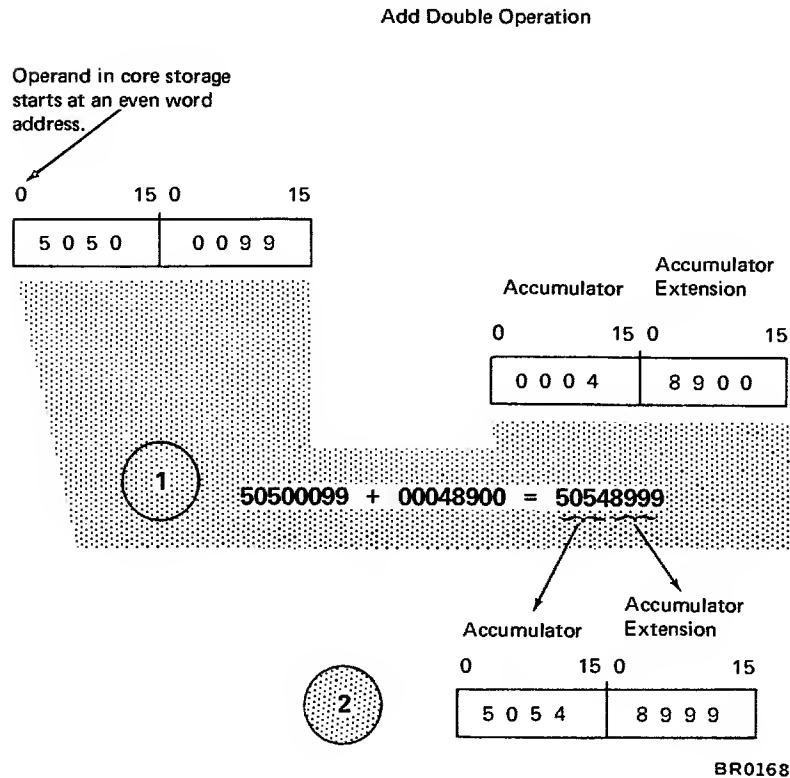 Add Double Operation
Operand in core storage
starts at an even word
address.
0 15 0 15
5 0 5 0 0 0 9 9
Accumulator
Accumulator
Extension
0 15 0 15
0 0 0 4 8 9 0 0
1
50500099 + 00048900 = 50548999
Accumulator
Accumulator
Extension
0 15 0 15
2
5 0 5 4 8 9 9 9
BR0168